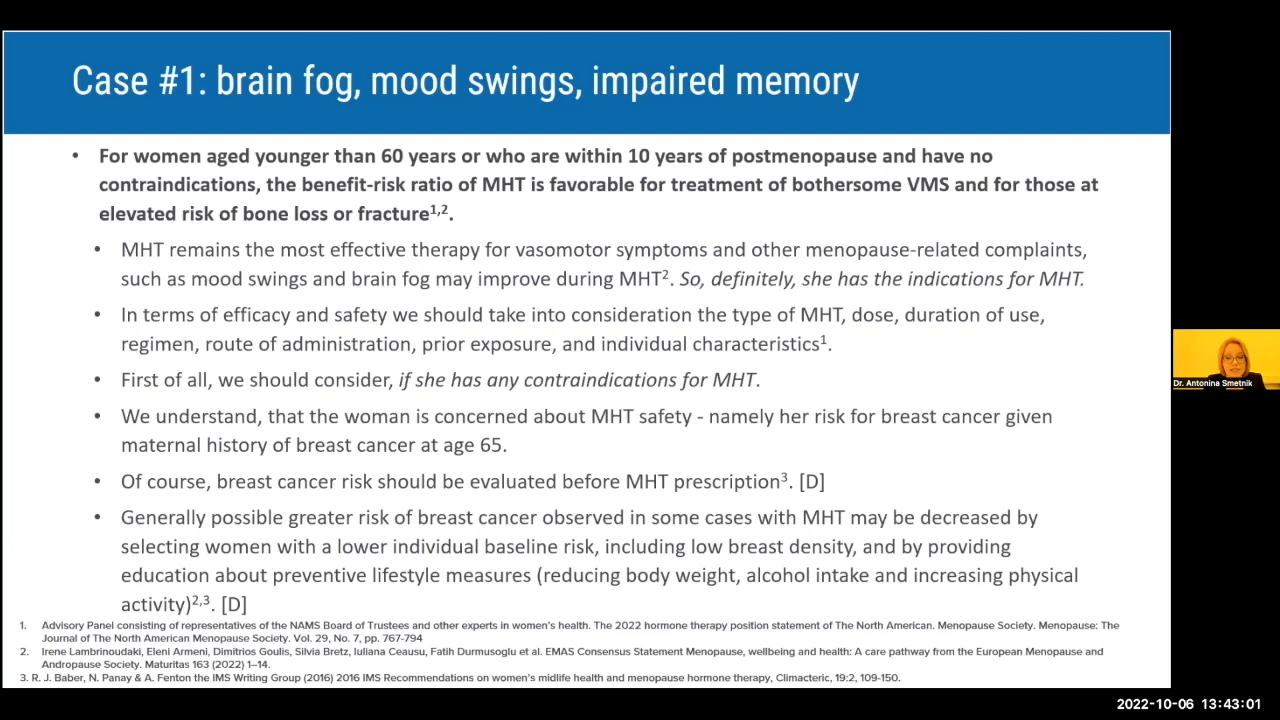 Case #1: brain fog, mood swings, impaired memory
• For women aged younger than 60 years or who are within 10 years of postmenopause and have no
contraindications, the benefit-risk ratio of MHT is favorable for treatment of bothersome VMS and for those at
elevated risk of bone loss or fracture1,2.
• MHT remains the most effective therapy for vasomotor symptoms and other menopause-related complaints,
such as mood swings and brain fog may improve during MHT2. So, definitely, she has the indications for MHT.
• In terms of efficacy and safety we should take into consideration the type of MHT, dose, duration of use,
regimen, route of administration, prior exposure, and individual characteristics1.
• First of all, we should consider, if she has any contraindications for MHT.
• We understand, that the woman is concerned about MHT safety - namely her risk for breast cancer given
maternal history of breast cancer at age 65.
• Of course, breast cancer risk should be evaluated before MHT prescription3. [D]
• Generally possible greater risk of breast cancer observed in some cases with MHT may be decreased by
selecting women with a lower individual baseline risk, including low breast density, and by providing
education about preventive lifestyle measures (reducing body weight, alcohol intake and increasing physical
activity)2,3. [D]
1. Advisory Panel consisting of representatives of the NAMS Board of Trustees and other experts in women's health. The 2022 hormone therapy position statement of The North American. Menopause Society. Menopause: The
Journal of The North American Menopause Society. Vol. 29, No. 7, pp. 767-794
2. Irene Lambrinoudaki, Eleni Armeni, Dimitrios Goulis, Silvia Bretz, Iuliana Ceausu, Fatih Durmusoglu et al. EMAS Consensus Statement Menopause, wellbeing and health: A care pathway from the European Menopause and
Andropause Society. Maturitas 163 (2022) 1–14.
3. R. J. Baber, N. Panay & A. Fenton the IMS Writing Group (2016) 2016 IMS Recommendations on women's midlife health and menopause hormone therapy, Climacteric, 19:2, 109-150.
Dr. Antonina Smetnik
2022-10-06 13:43:01